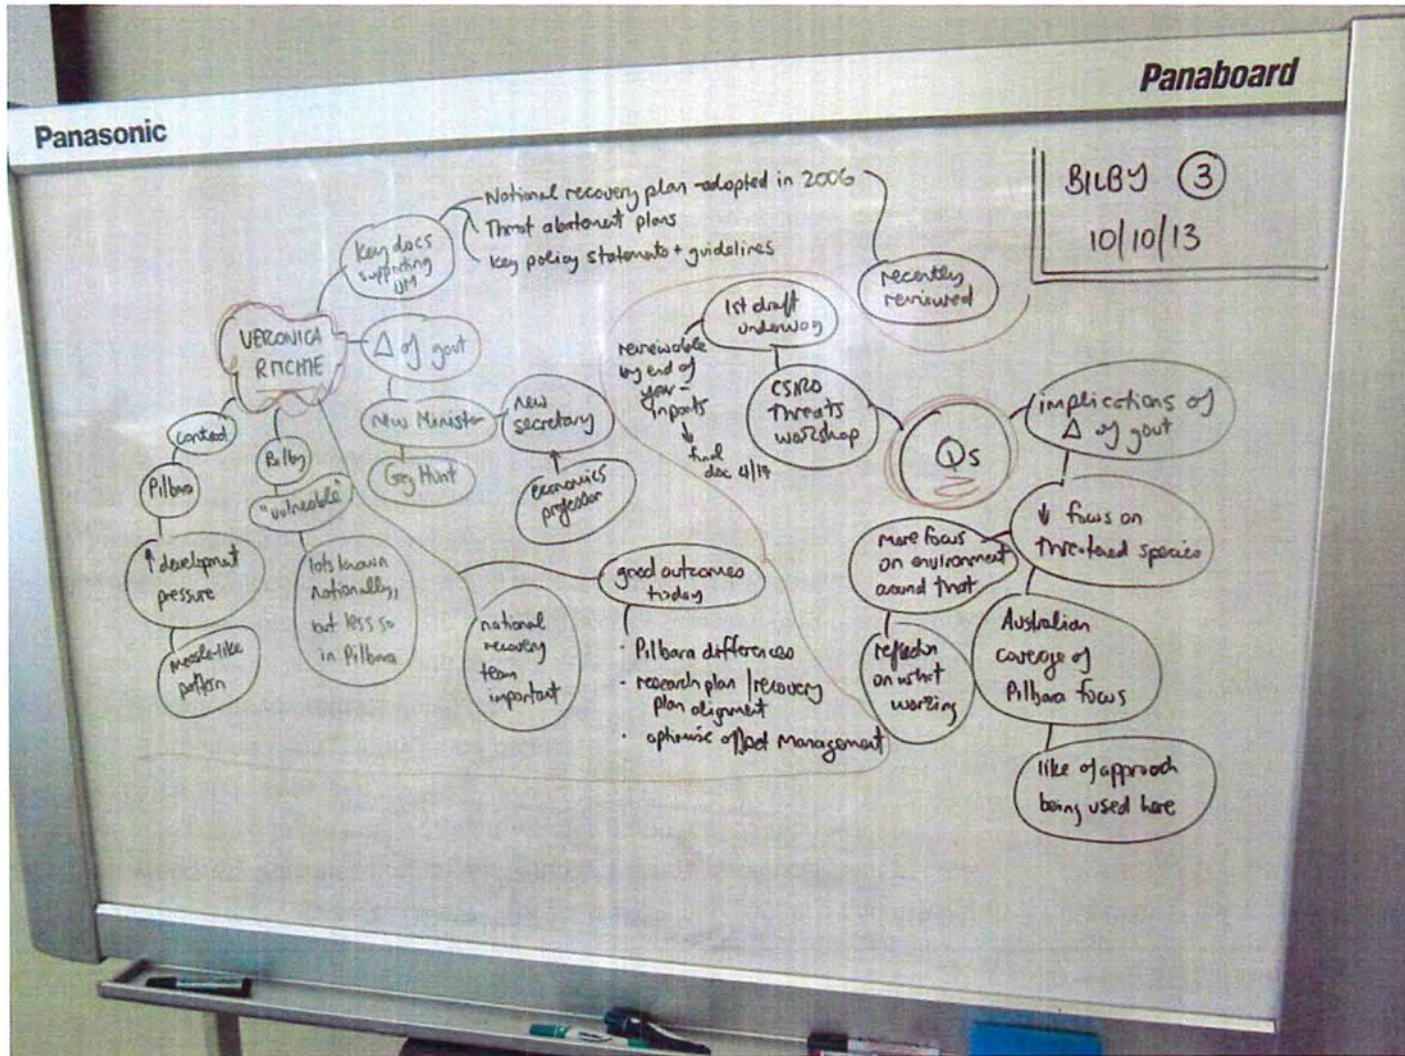 Panasonic
Panaboard
BILBY 3
10/10/13
National recovery plan - adopted in 2006
Threat abatement plans
Key policy statements + guidelines
Key docs
supporting
recently
reviewed
VERONICA
RITCHIE
Δ of govt
New Minister
Greg Hunt
new
secretary
economics
professor
context
Pilbara
↑ development
pressure
measle-like
pattern
Bilby
"vulnerable"
lots known
nationally,
but less so
in Pilbara
national
recovery
team
important
good outcomes
today
· Pilbara differences
· research plan / recovery
plan alignment
· optimise offset management
1st draft
underway
reviewable
by end of
year -
inputs
↓ final
doc 4/14
CSIRO
Threats
workshop
Qs
implications of
Δ of govt
↓ focus on
threatened species
more focus
on environment
around that
reflection
on what
working
Australian
coverage of
Pilbara focus
like of approach
being used here